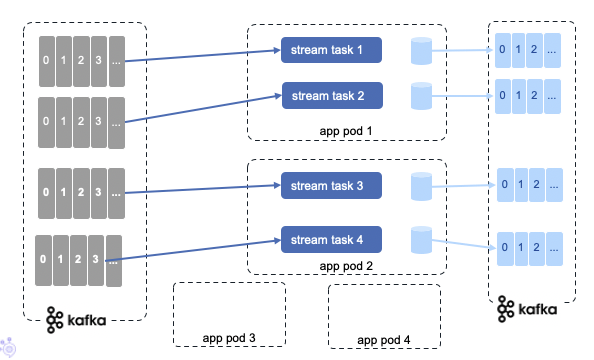 0 1 2 3 ...
stream task 1
0 1 2 ...
0 1 2 3 ...
stream task 2
0 1 2 ...
app pod 1
0 1 2 3 ...
stream task 3
0 1 2 ...
0 1 2 3 ...
stream task 4
0 1 2 ...
app pod 2
kafka
kafka
app pod 3
app pod 4